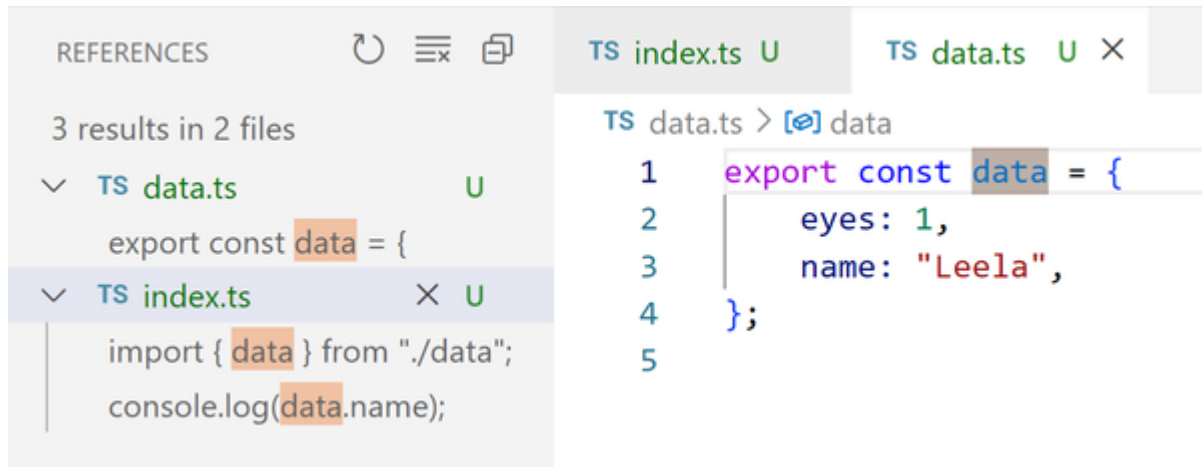 REFERENCES
3 results in 2 files
TS data.ts U
export const data = {
TS index.ts U
import { data } from "./data";
console.log(data.name);
TS index.ts U TS data.ts U
TS data.ts > data
1 export const data = {
2 eyes: 1,
3 name: "Leela",
4 };
5